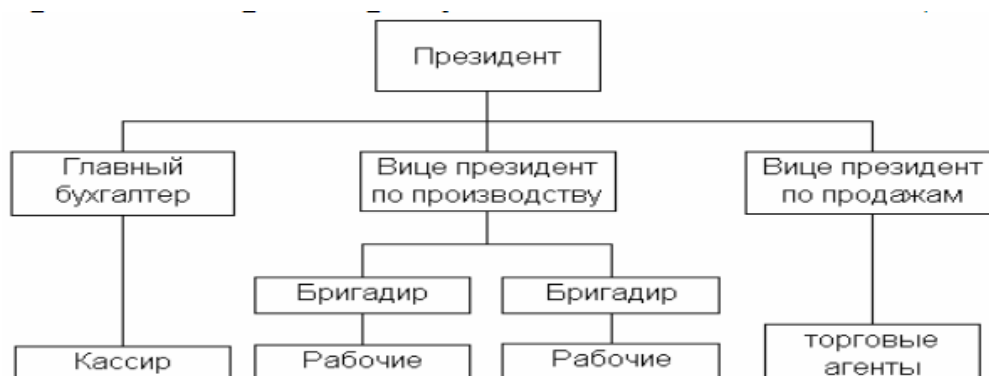 Президент
Главный
бухгалтер
Вице президент
по производству
Вице президент
по продажам
Бригадир
Бригадир
Кассир
Рабочие
Рабочие
торговые
агенты